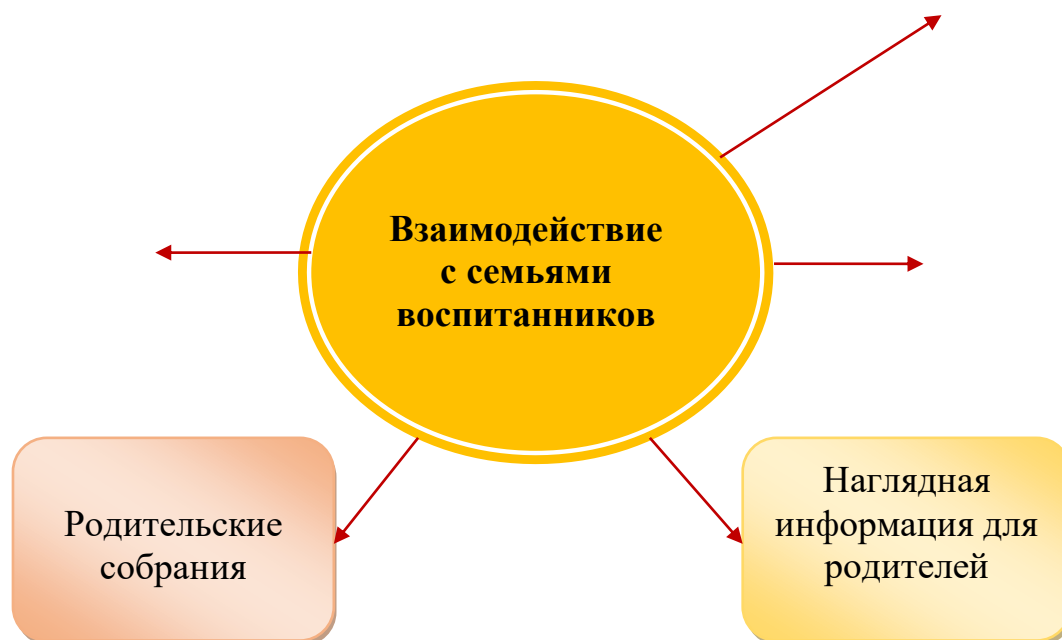 Взаимодействие
с семьями
воспитанников
Родительские
собрания
Наглядная
информация для
родителей